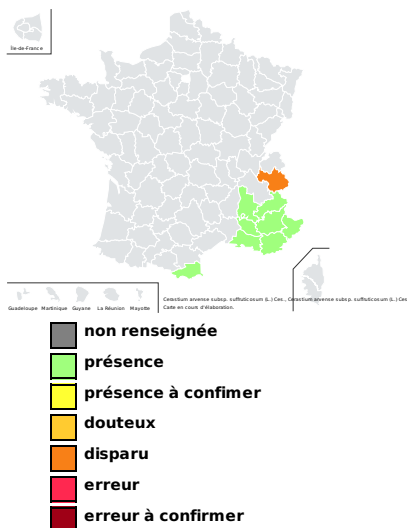 Île-de-France
Guadeloupe Martinique Guyane La Réunion Mayotte
Cerastium arvense subsp. suffruticosum (L.) Ces., Cerastium arvense subsp. suffruticosum (L.) Ces
Carte en cours d'élaboration.
non renseignée
présence
présence à confimer
douteux
disparu
erreur
erreur à confirmer